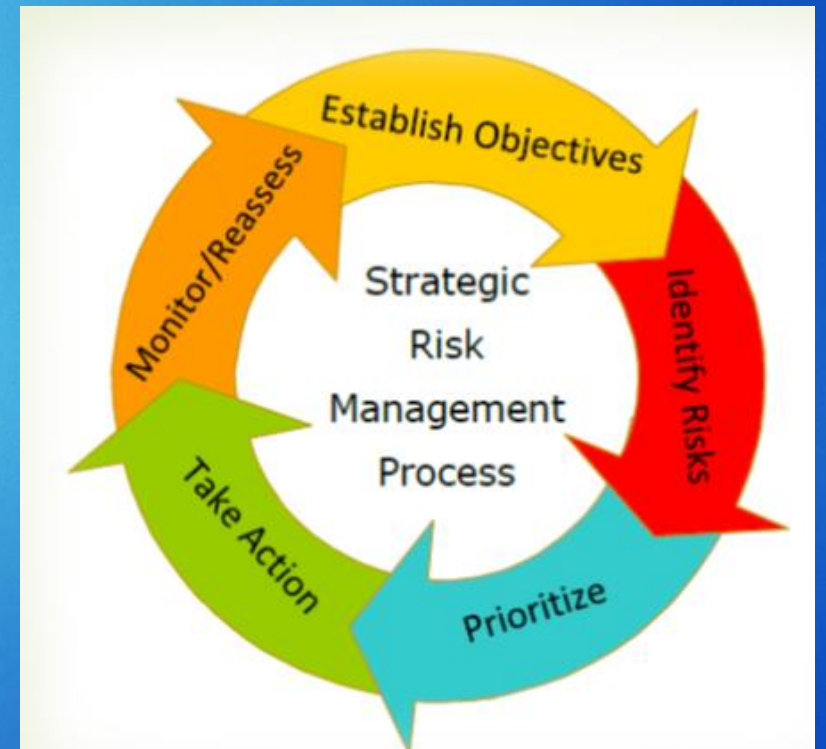 Establish Objectives
Identify Risks
Prioritize
Take Action
Monitor/Reassess
Strategic
Risk
Management
Process